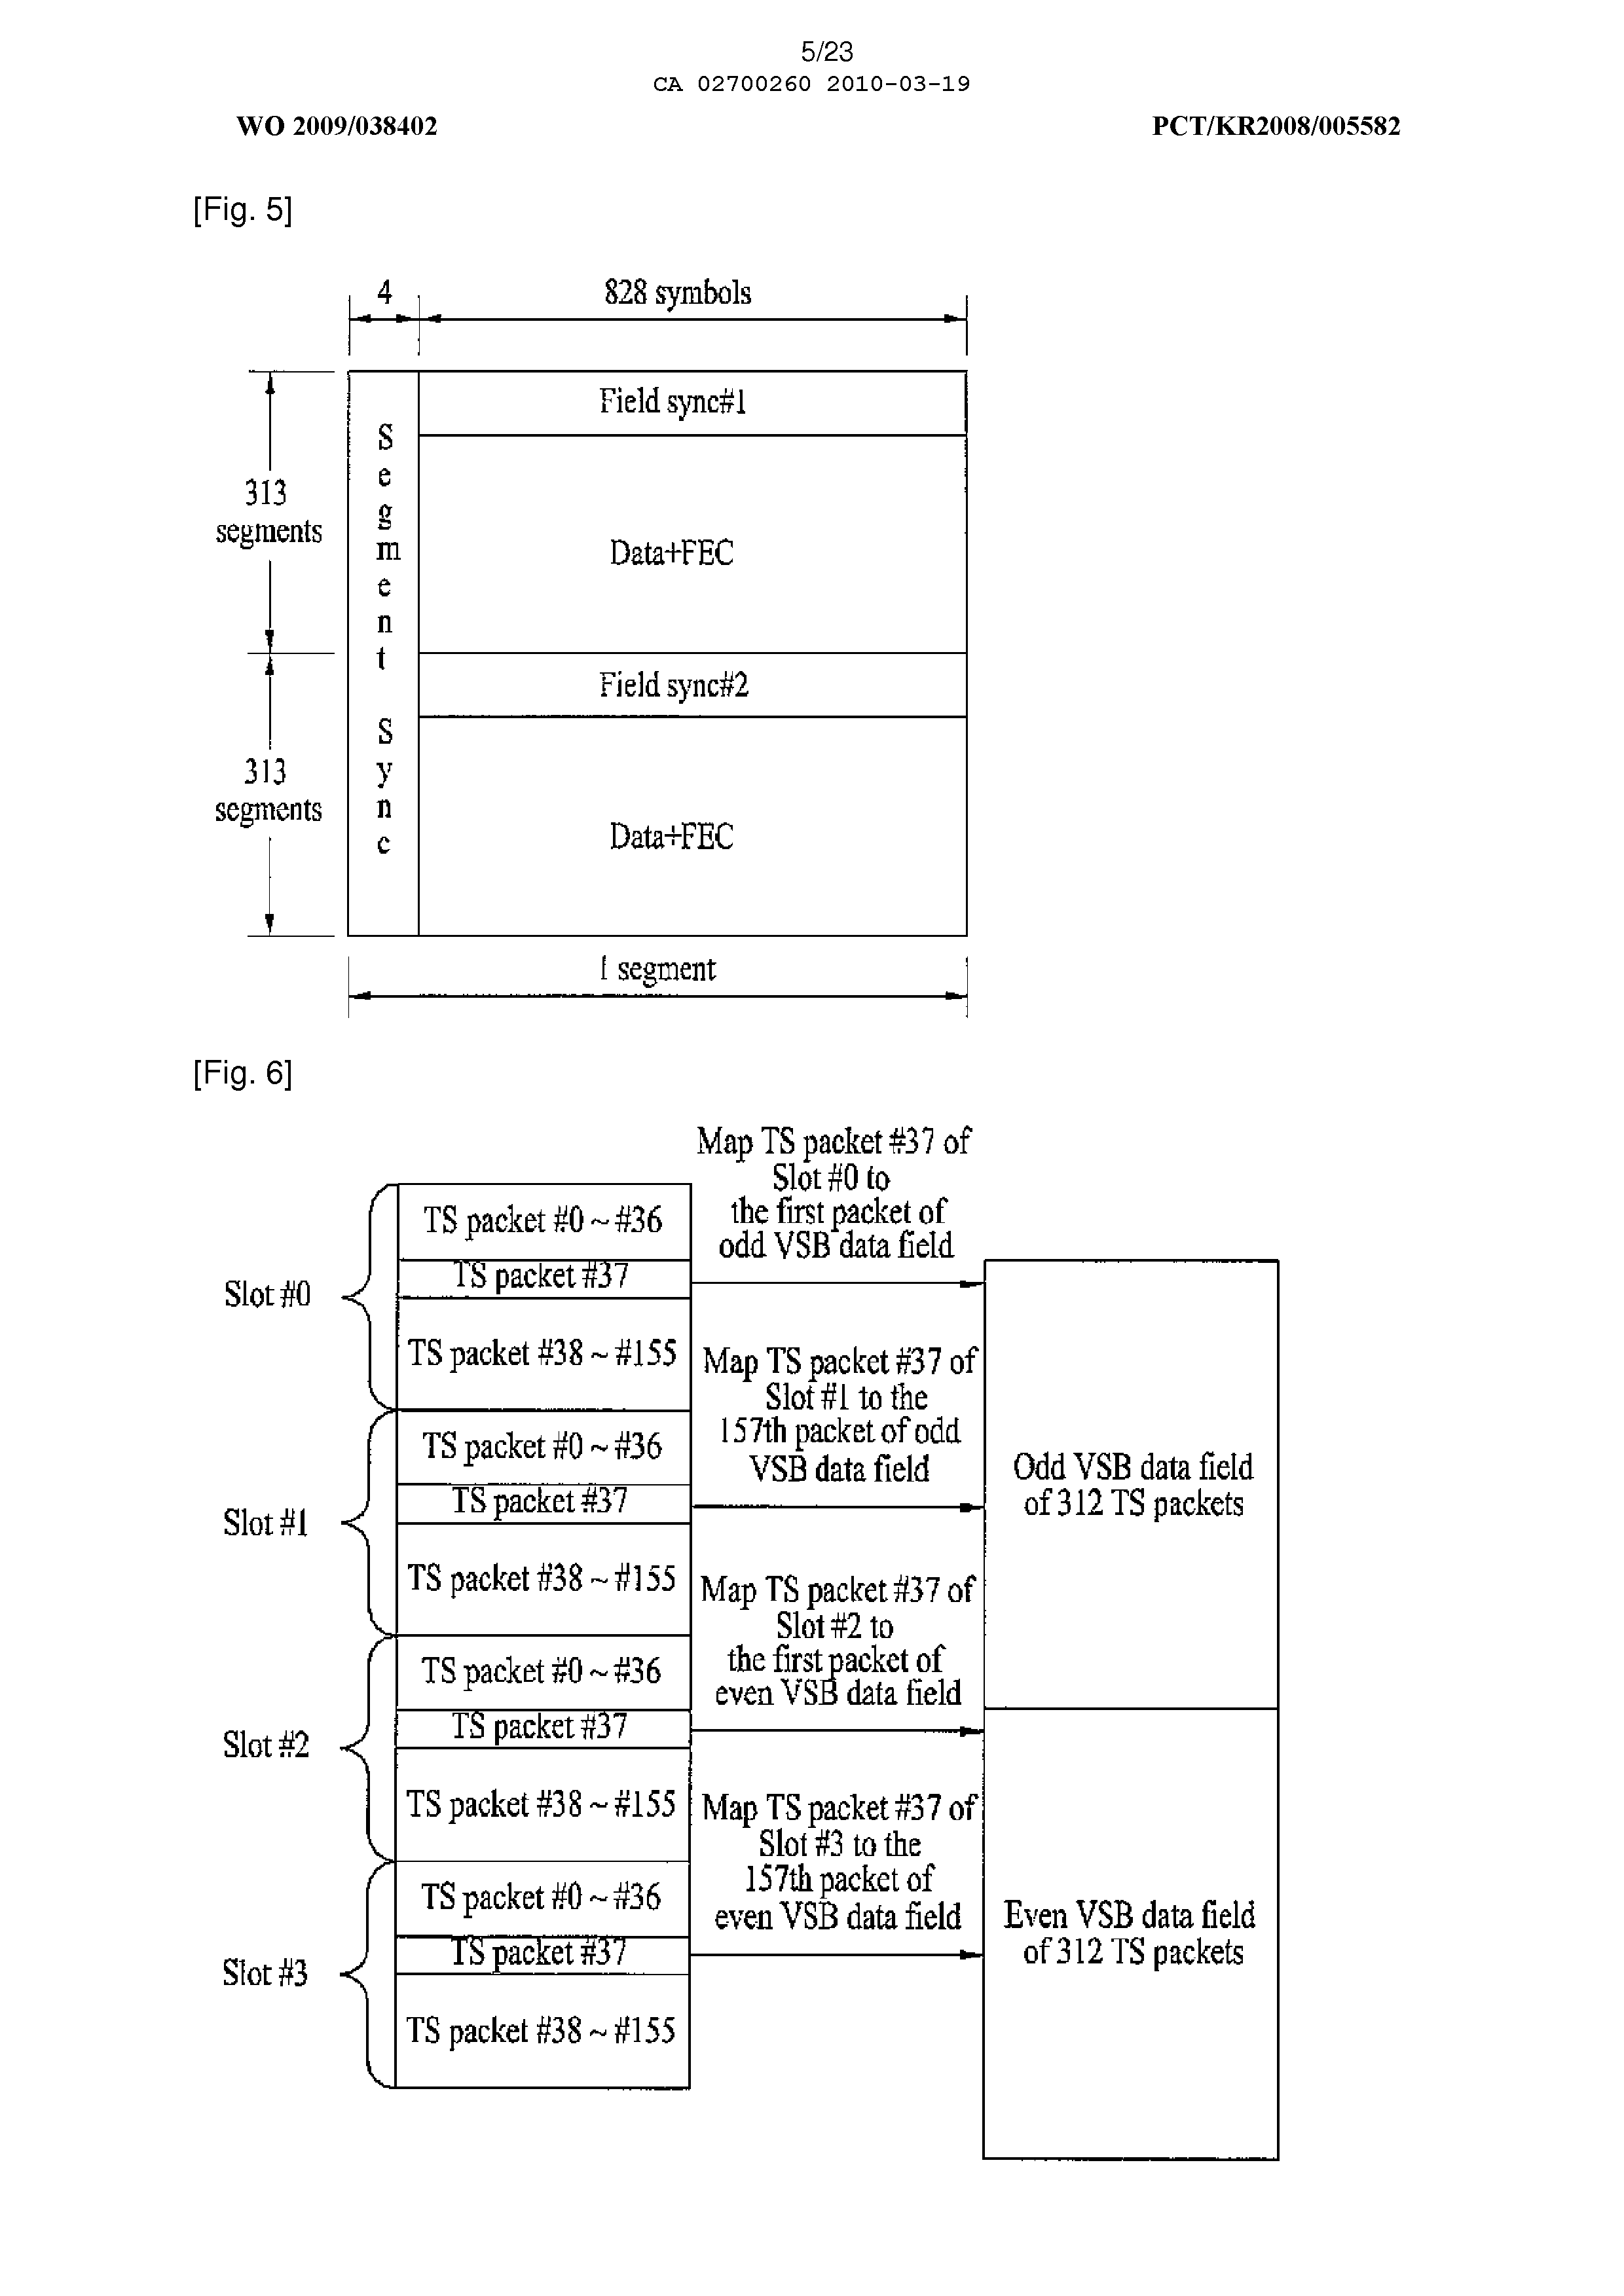 5/23
CA 02700260 2010-03-19
WO 2009/038402
PCT/KR2008/005582
[Fig. 5]
4
828 symbols
Field sync#1
313
segments
Data+FEC
Segment Sync
Field sync#2
313
segments
Data+FEC
1 segment
[Fig. 6]
Map TS packet #37 of
Slot #0 to
the first packet of
odd VSB data field
Slot #0
TS packet #0 ~ #36
TS packet #37
TS packet #38 ~ #155
Map TS packet #37 of
Slot #1 to the
157th packet of odd
VSB data field
Slot #1
TS packet #0 ~ #36
TS packet #37
TS packet #38 ~ #155
Odd VSB data field
of 312 TS packets
Map TS packet #37 of
Slot #2 to
the first packet of
even VSB data field
Slot #2
TS packet #0 ~ #36
TS packet #37
TS packet #38 ~ #155
Map TS packet #37 of
Slot #3 to the
157th packet of
even VSB data field
Slot #3
TS packet #0 ~ #36
TS packet #37
TS packet #38 ~ #155
Even VSB data field
of 312 TS packets